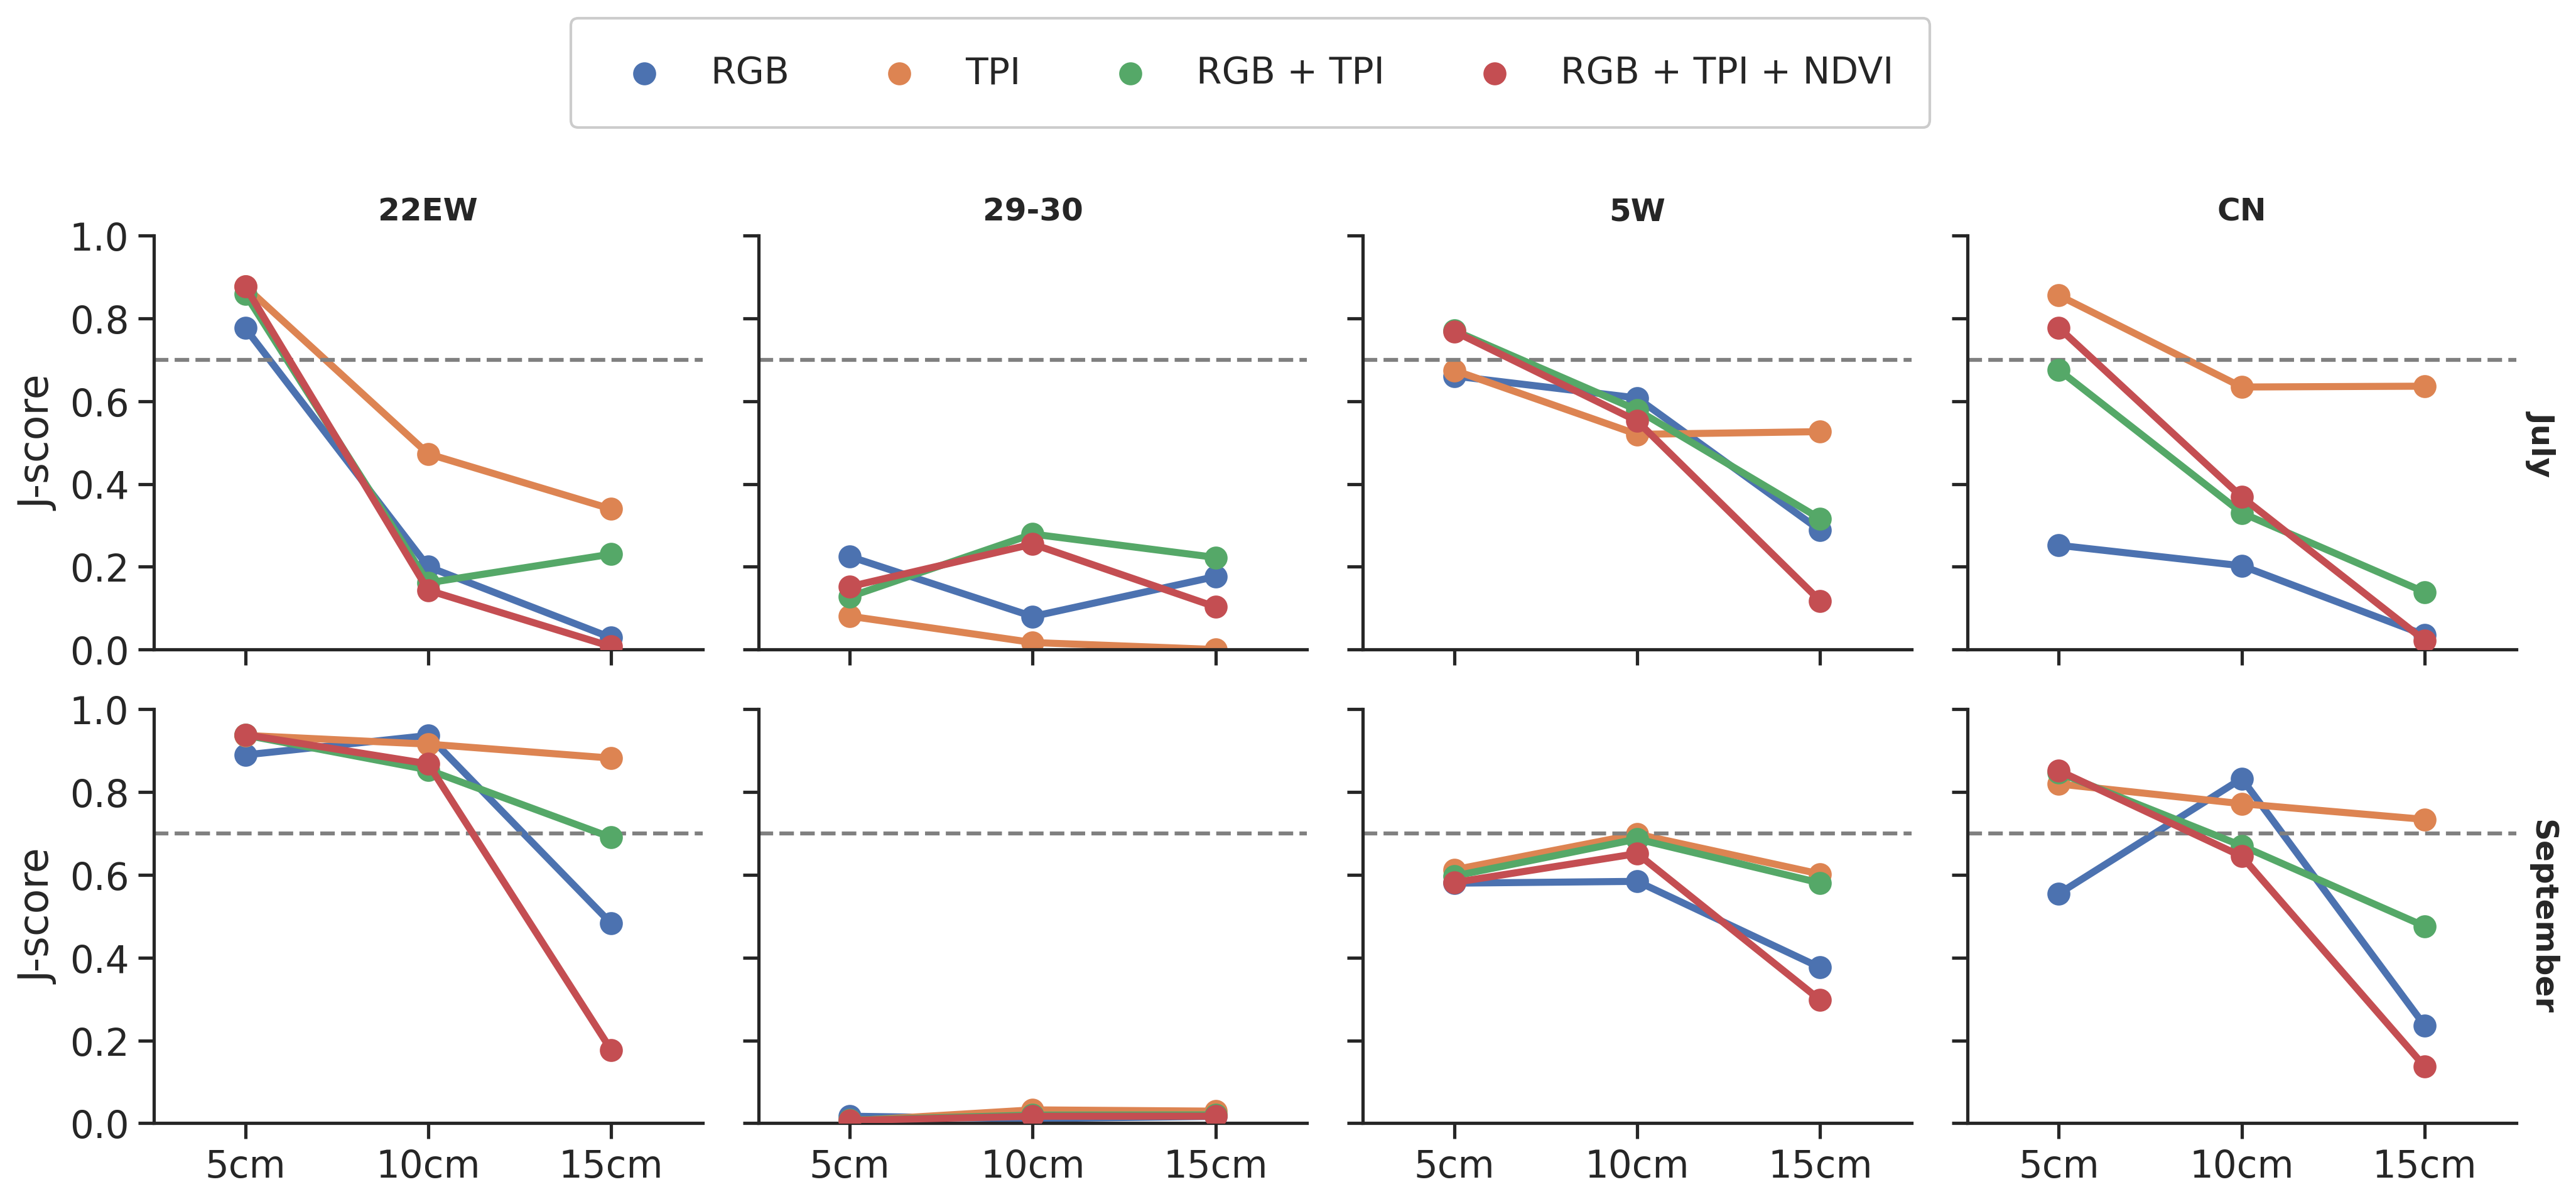 RGB TPI RGB + TPI RGB + TPI + NDVI
22EW 29-30 5W CN
1.0
0.8
0.6
0.4
0.2
0.0
J-score
July
1.0
0.8
0.6
0.4
0.2
0.0
J-score
September
5cm 10cm 15cm 5cm 10cm 15cm 5cm 10cm 15cm 5cm 10cm 15cm